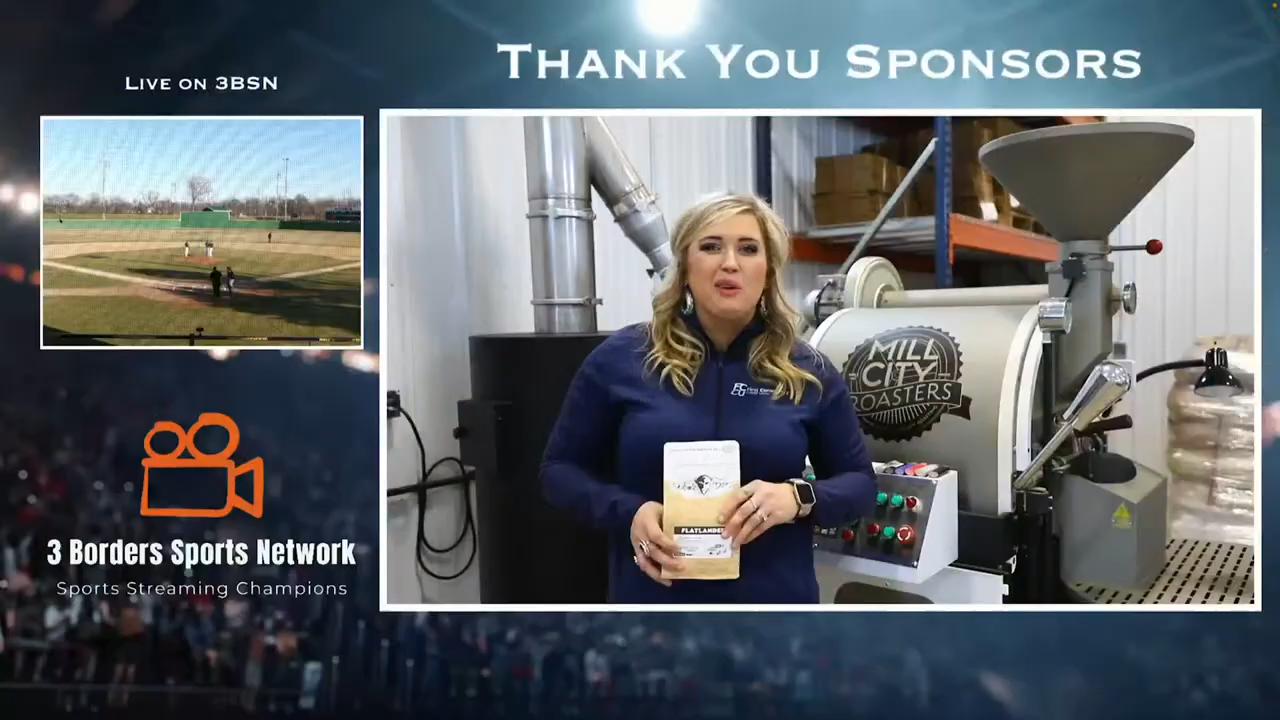 Thank You Sponsors
Live on 3BSN
MILL
CITY
ROASTERS
FLATLANDER
3 Borders Sports Network
Sports Streaming Champions